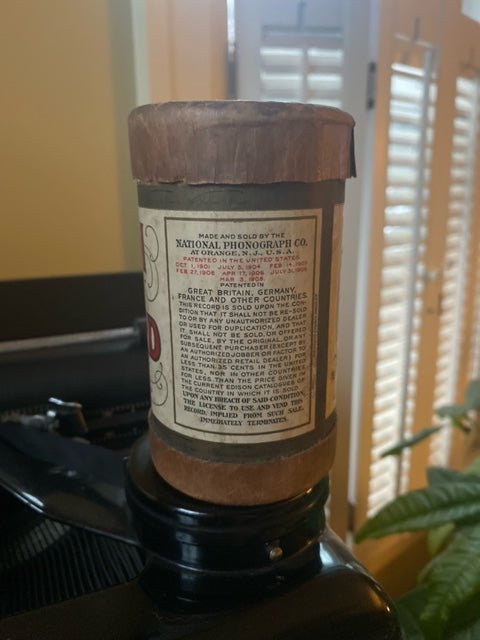 MADE AND SOLD BY THE
NATIONAL PHONOGRAPH CO.
AT ORANGE, N.J., U.S.A.
PATENTED IN THE UNITED STATES
OCT. 1, 1901 JULY 5, 1904 FEB. 14, 1905
FEB. 27, 1906 APR. 17, 1906 JULY 31, 1906
MAR. 3, 1908.
PATENTED IN
GREAT BRITAIN, GERMANY,
FRANCE AND OTHER COUNTRIES.
THIS RECORD IS SOLD UPON THE CON-
DITION THAT IT SHALL NOT BE RE-SOLD
TO OR BY ANY UNAUTHORIZED DEALER
OR USED FOR DUPLICATION, AND THAT
IT SHALL NOT BE SOLD, OR OFFERED
FOR SALE, BY THE ORIGINAL, OR ANY
SUBSEQUENT PURCHASER (EXCEPT BY
AN AUTHORIZED JOBBER OR FACTOR TO
AN AUTHORIZED RETAIL DEALER) FOR
LESS THAN 35 CENTS IN THE UNITED
STATES, NOR IN OTHER COUNTRIES
FOR LESS THAN THE PRICE GIVEN IN
THE CURRENT EDISON CATALOGUES OF
THE COUNTRY IN WHICH IT IS SOLD.
UPON ANY BREACH OF SAID CONDITION,
THE LICENSE TO USE AND VEND THIS
RECORD, IMPLIED FROM SUCH SALE,
IMMEDIATELY TERMINATES.
D